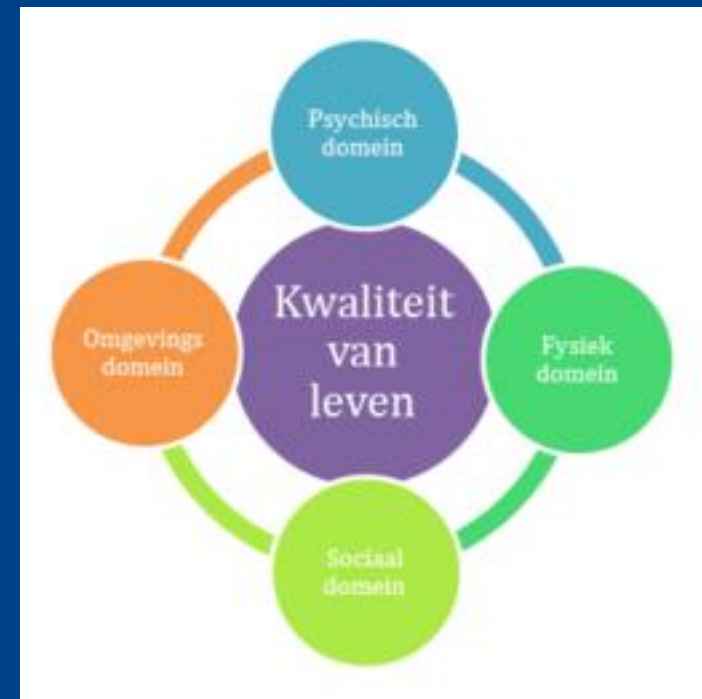 Psychisch
domein
Kwaliteit
van
leven
Omgevings
domein
Fysiek
domein
Sociaal
domein